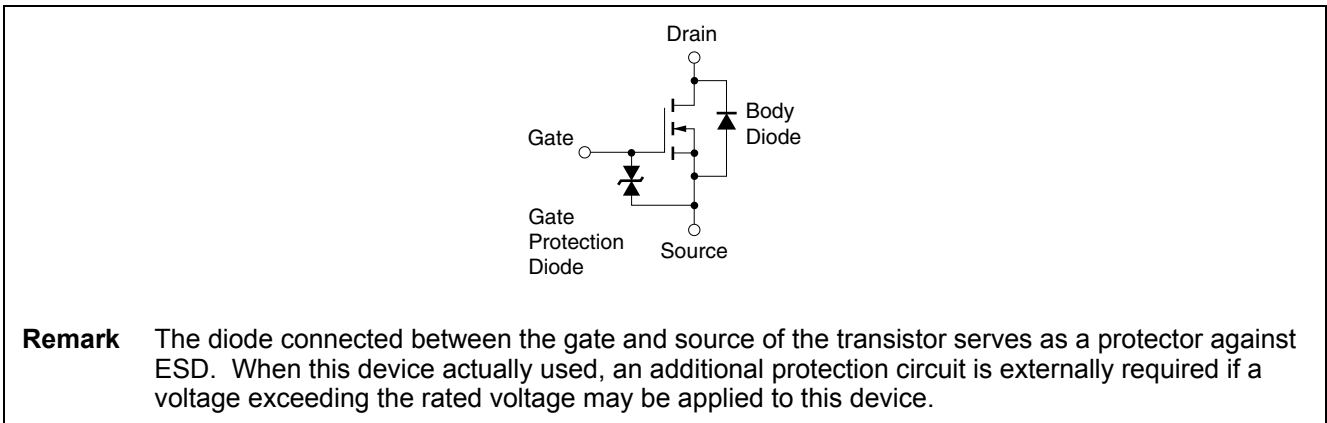 Drain
Body
Diode
Gate
Gate
Protection
Diode
Source
Remark The diode connected between the gate and source of the transistor serves as a protector against
ESD. When this device actually used, an additional protection circuit is externally required if a
voltage exceeding the rated voltage may be applied to this device.